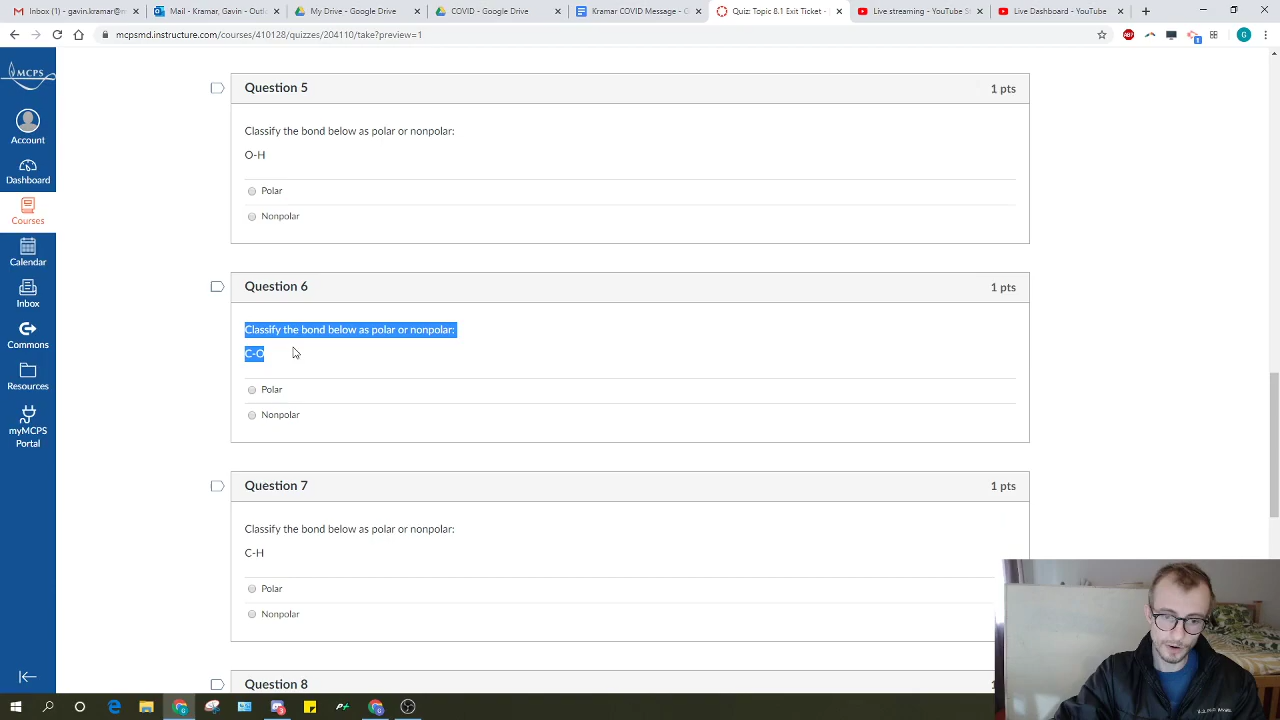 Inbox (1) - gavin.kramar@m
Mail - Kramar, Gavin - Outl
My Drive - Google Drive
COVID - Google Drive
Kramar COVID Message - G
Quiz: Topic 8.1 Exit Ticket -
Live streaming - YouTube St
Live Dashboard - YouTube
mcpsmd.instructure.com/courses/410128/quizzes/204110/take?preview=1
G
MCPS
Account
Dashboard
Courses
Calendar
Inbox
Commons
Resources
myMCPS
Portal
Question 5
1 pts
Classify the bond below as polar or nonpolar:
O-H
Polar
Nonpolar
Question 6
1 pts
Classify the bond below as polar or nonpolar:
C-O
Polar
Nonpolar
Question 7
1 pts
Classify the bond below as polar or nonpolar:
C-H
Polar
Nonpolar
Question 8